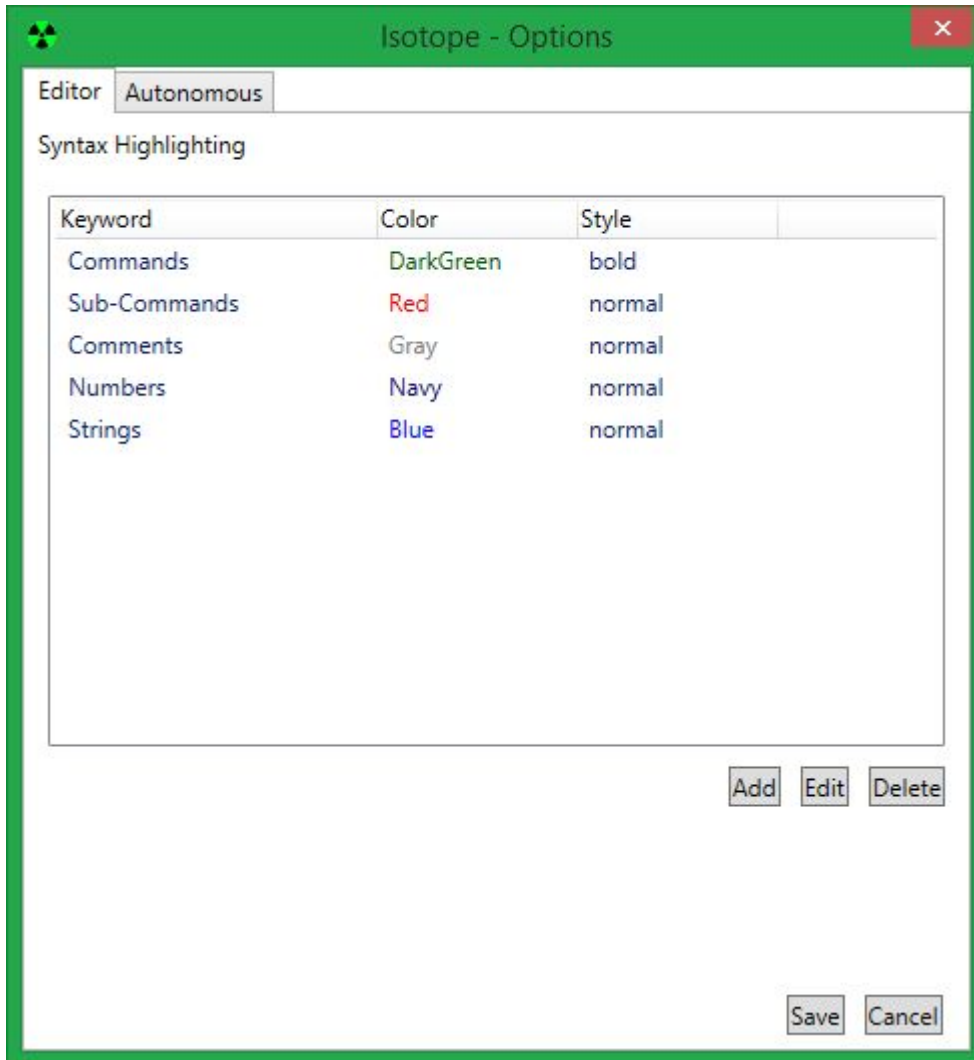 Isotope - Options
Editor Autonomous
Syntax Highlighting
Keyword Color Style
Commands DarkGreen bold
Sub-Commands Red normal
Comments Gray normal
Numbers Navy normal
Strings Blue normal
Add Edit Delete
Save Cancel